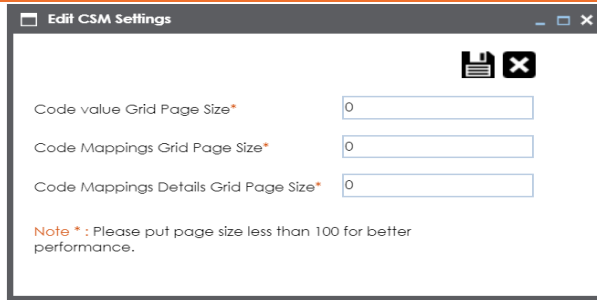 Edit CSM Settings
Code value Grid Page Size* 0
Code Mappings Grid Page Size* 0
Code Mappings Details Grid Page Size* 0
Note * : Please put page size less than 100 for better
performance.